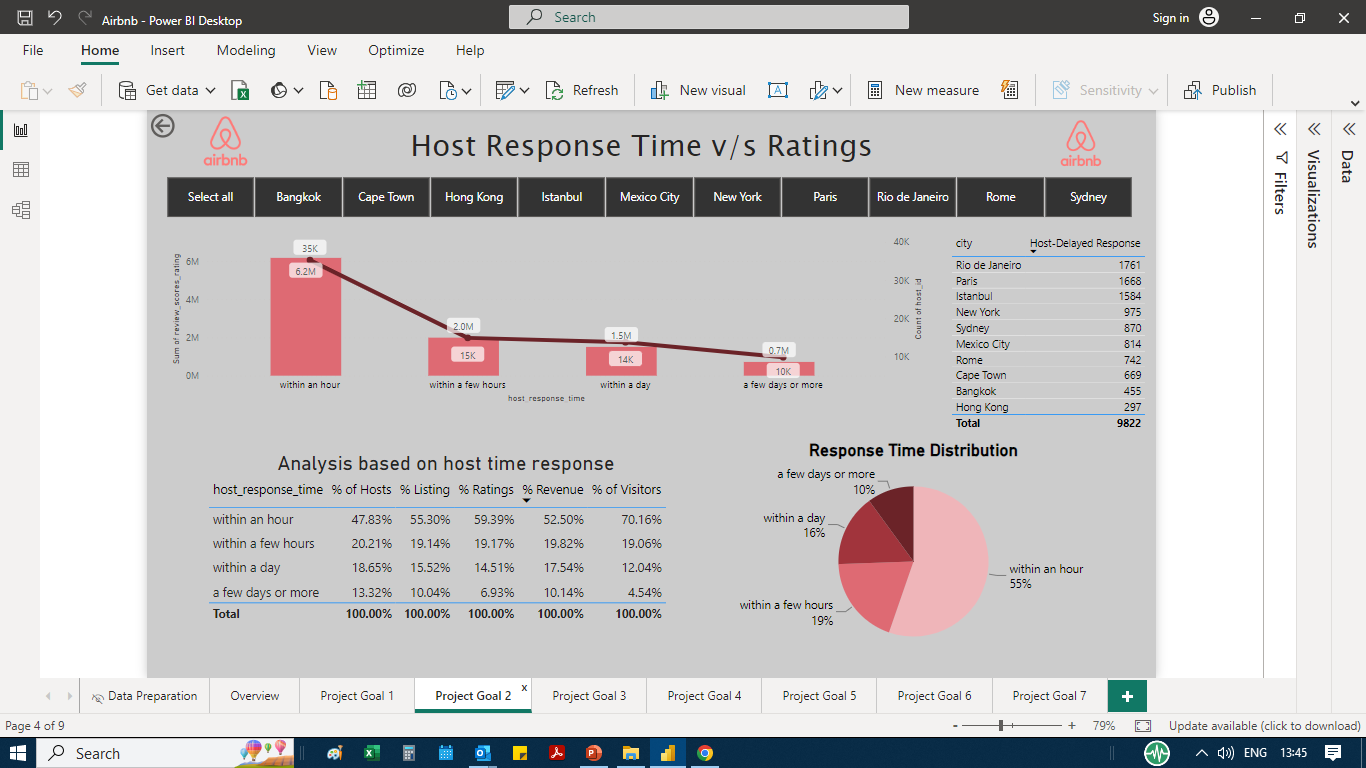 Airbnb - Power BI Desktop
Search
Sign in
File Home Insert Modeling View Optimize Help
Get data Refresh New visual New measure Sensitivity Publish
airbnb
Host Response Time v/s Ratings
airbnb
Select all Bangkok Cape Town Hong Kong Istanbul Mexico City New York Paris Rio de Janeiro Rome Sydney
Sum of review_scores_rating
6M
4M
2M
0M
35K
6.2M
2.0M
15K
1.5M
14K
0.7M
10K
within an hour within a few hours within a day a few days or more
host_response_time
40K
30K
20K
10K
Count of host_id
city Host-Delayed Response
Rio de Janeiro 1761
Paris 1668
Istanbul 1584
New York 975
Sydney 870
Mexico City 814
Rome 742
Cape Town 669
Bangkok 455
Hong Kong 297
Total 9822
Analysis based on host time response
host_response_time % of Hosts % Listing % Ratings % Revenue % of Visitors
within an hour 47.83% 55.30% 59.39% 52.50% 70.16%
within a few hours 20.21% 19.14% 19.17% 19.82% 19.06%
within a day 18.65% 15.52% 14.51% 17.54% 12.04%
a few days or more 13.32% 10.04% 6.93% 10.14% 4.54%
Total 100.00% 100.00% 100.00% 100.00% 100.00%
Response Time Distribution
a few days or more
10%
within a day
16%
within a few hours
19%
within an hour
55%
Filters
Visualizations
Data
Data Preparation Overview Project Goal 1 Project Goal 2 x Project Goal 3 Project Goal 4 Project Goal 5 Project Goal 6 Project Goal 7 +
Page 4 of 9
- + 79% Update available (click to download)
Search
ENG 13:45